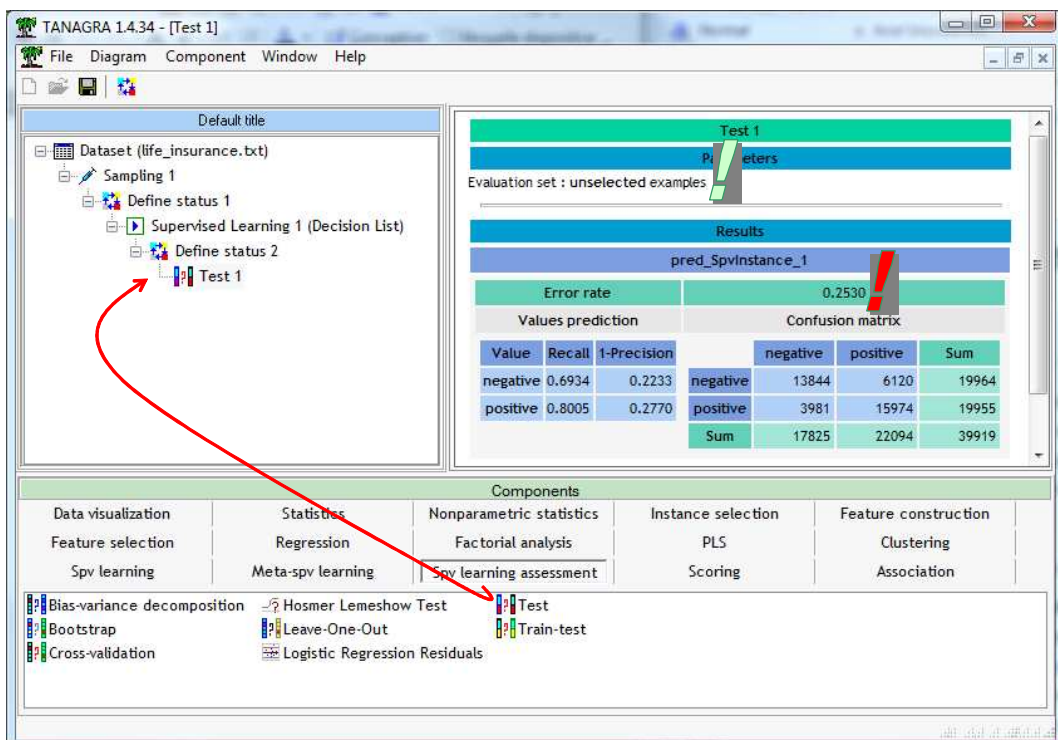 TANAGRA 1.4.34 - [Test 1]
File Diagram Component Window Help
Default title
Dataset (life_insurance.txt)
Sampling 1
Define status 1
Supervised Learning 1 (Decision List)
Define status 2
Test 1
Test 1
Parameters
Evaluation set : unselected examples
!
Results
pred_SpvInstance_1
!
Error rate 0.2530
Values prediction Confusion matrix
Value Recall 1-Precision negative positive Sum
negative 0.6934 0.2233 negative 13844 6120 19964
positive 0.8005 0.2770 positive 3981 15974 19955
Sum 17825 22094 39919
Components
Data visualization Statistics Nonparametric statistics Instance selection Feature construction
Feature selection Regression Factorial analysis PLS Clustering
Spv learning Meta-spv learning Spv learning assessment Scoring Association
Bias-variance decomposition Hosmer Lemeshow Test Test
Bootstrap Leave-One-Out Train-test
Cross-validation Logistic Regression Residuals